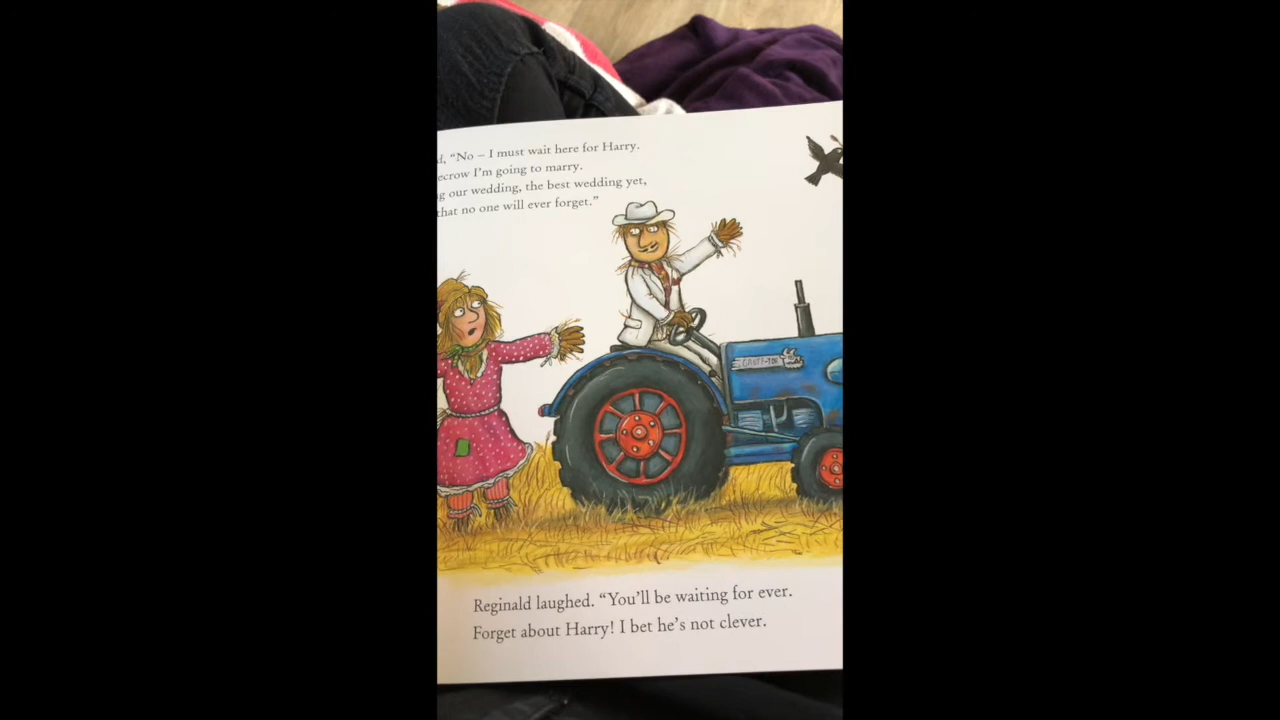 “No – I must wait here for Harry.
I’m going to marry.
our wedding, the best wedding yet,
that no one will ever forget.”
Reginald laughed. “You’ll be waiting for ever.
Forget about Harry! I bet he’s not clever.